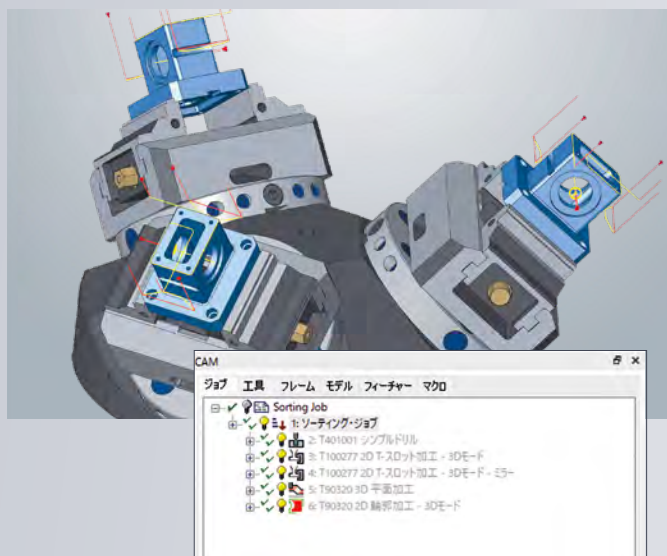 CAM
ジョブ 工具 フレーム モデル フィーチャー マクロ
Sorting Job
1: ソーティング・ジョブ
2: T401001 シンプルドリル
3: T100277 2D T-スロット加工 - 3Dモード
4: T100277 2D T-スロット加工 - 3Dモード - ミラー
5: T90320 3D 平面加工
6: T90320 2D 輪郭加工 - 3Dモード